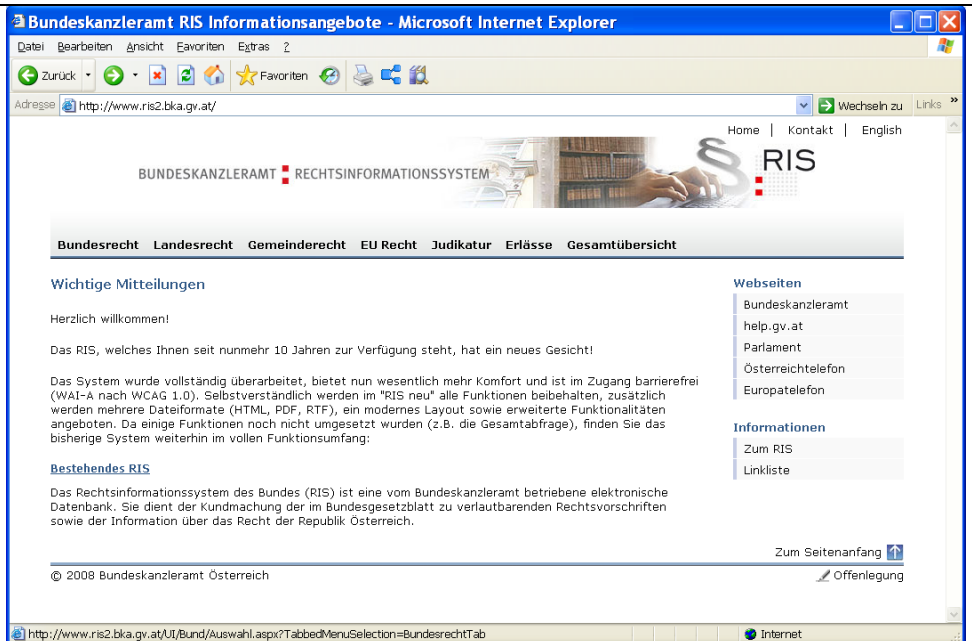 Bundeskanzleramt RIS Informationsangebote - Microsoft Internet Explorer
Datei Bearbeiten Ansicht Favoriten Extras ?
Zurück Favoriten
Adresse http://www.ris2.bka.gv.at/ Wechseln zu Links »
Home | Kontakt | English
BUNDESKANZLERAMT RECHTSINFORMATIONSSYSTEM
§ RIS
Bundesrecht Landesrecht Gemeinderecht EU Recht Judikatur Erlässe Gesamtübersicht
Wichtige Mitteilungen
Herzlich willkommen!
Das RIS, welches Ihnen seit nunmehr 10 Jahren zur Verfügung steht, hat ein neues Gesicht!
Das System wurde vollständig überarbeitet, bietet nun wesentlich mehr Komfort und ist im Zugang barrierefrei
(WAI-A nach WCAG 1.0). Selbstverständlich werden im "RIS neu" alle Funktionen beibehalten, zusätzlich
werden mehrere Dateiformate (HTML, PDF, RTF), ein modernes Layout sowie erweiterte Funktionalitäten
angeboten. Da einige Funktionen noch nicht umgesetzt wurden (z.B. die Gesamtabfrage), finden Sie das
bisherige System weiterhin im vollen Funktionsumfang:
Bestehendes RIS
Das Rechtsinformationssystem des Bundes (RIS) ist eine vom Bundeskanzleramt betriebene elektronische
Datenbank. Sie dient der Kundmachung der im Bundesgesetzblatt zu verlautbarenden Rechtsvorschriften
sowie der Information über das Recht der Republik Österreich.
Webseiten
Bundeskanzleramt
help.gv.at
Parlament
Österreichtelefon
Europatelefon
Informationen
Zum RIS
Linkliste
Zum Seitenanfang
© 2008 Bundeskanzleramt Österreich
Offenlegung
http://www.ris2.bka.gv.at/UI/Bund/Auswahl.aspx?TabbedMenuSelection=BundesrechtTab Internet